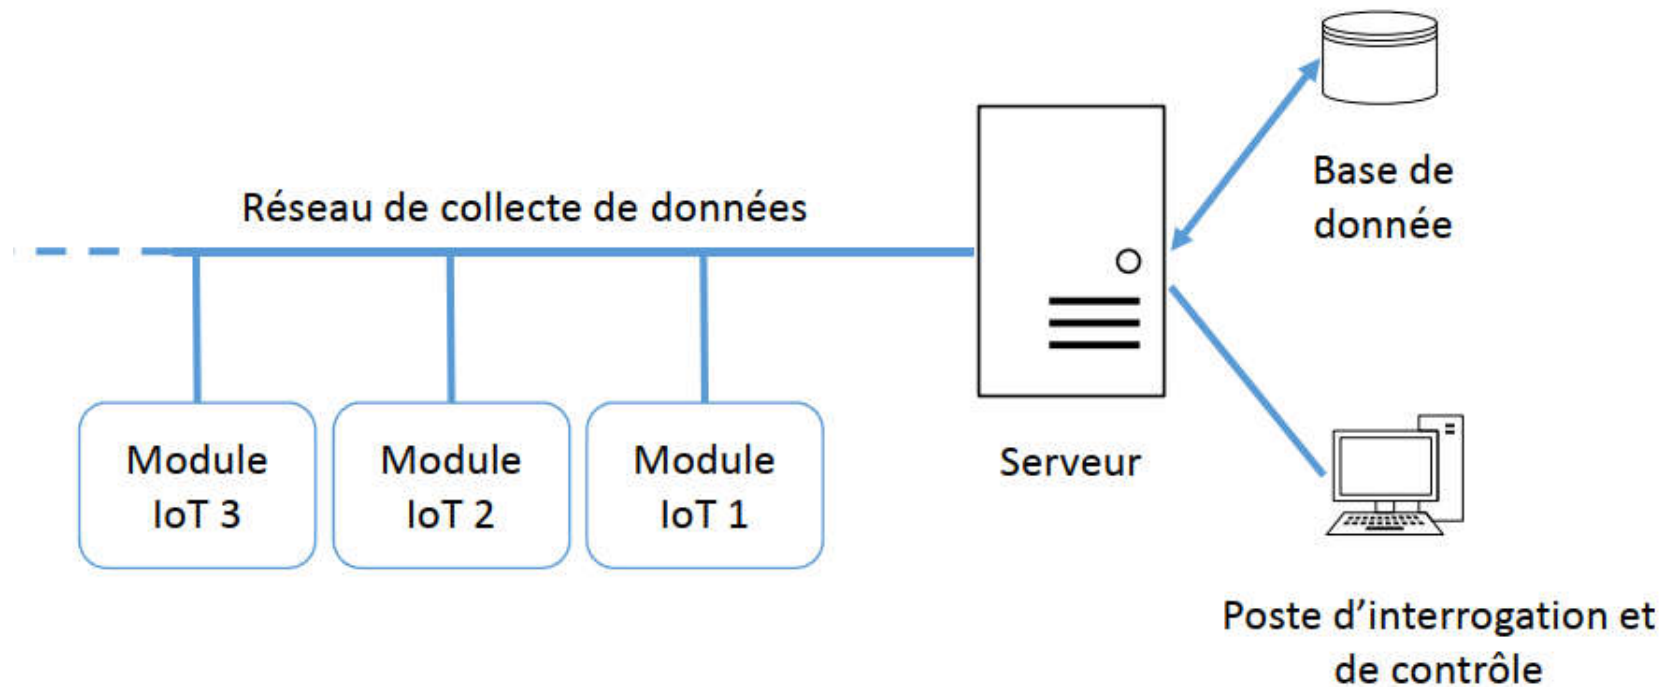 Base de
donnée
Réseau de collecte de données
Module
IoT 3
Module
IoT 2
Module
IoT 1
Serveur
Poste d’interrogation et
de contrôle